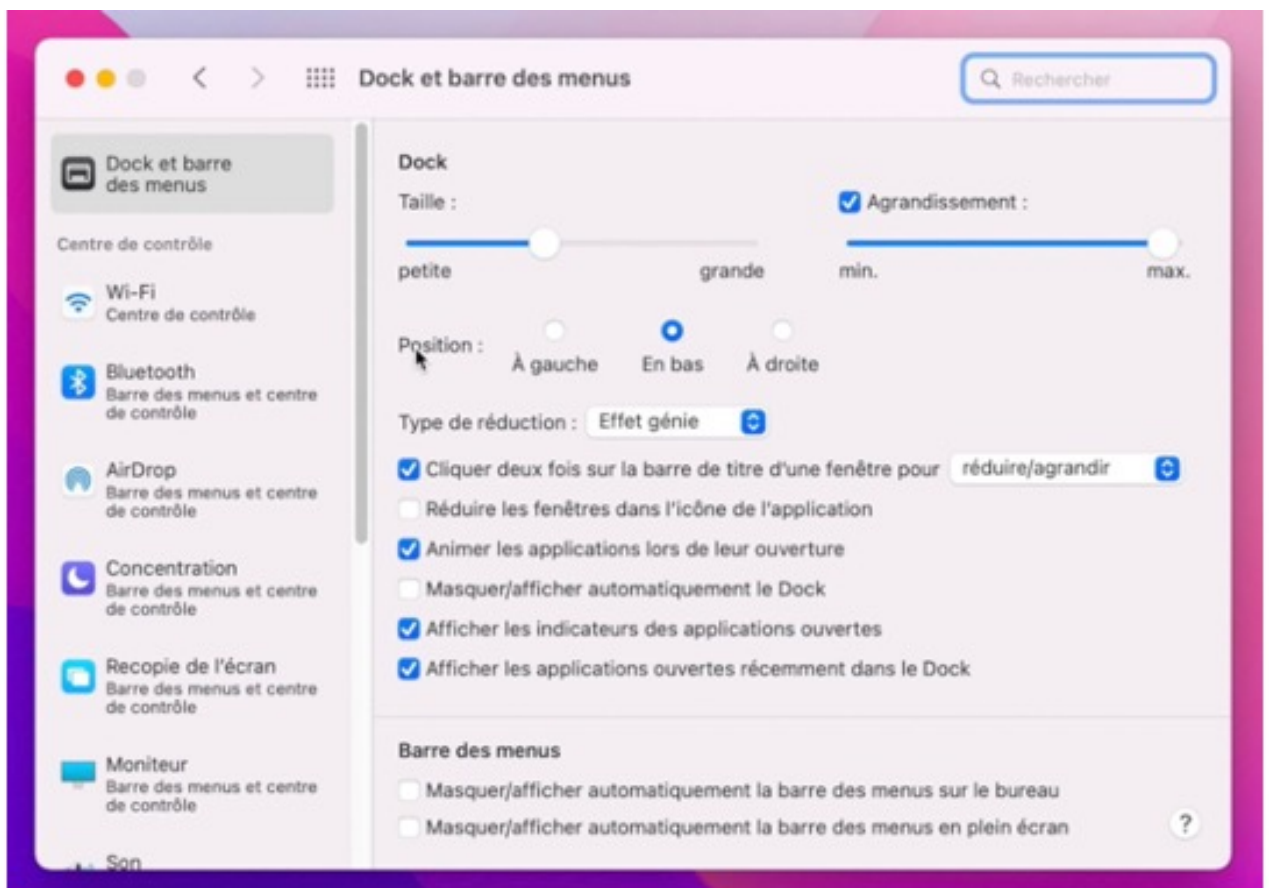 Dock et barre des menus
Rechercher
Dock et barre
des menus
Centre de contrôle
Wi-Fi
Centre de contrôle
Bluetooth
Barre des menus et centre
de contrôle
AirDrop
Barre des menus et centre
de contrôle
Concentration
Barre des menus et centre
de contrôle
Recopie de l'écran
Barre des menus et centre
de contrôle
Moniteur
Barre des menus et centre
de contrôle
Son
Dock
Taille :
Agrandissement :
petite grande
min. max.
Position :
À gauche En bas À droite
Type de réduction : Effet génie
Cliquer deux fois sur la barre de titre d'une fenêtre pour réduire/agrandir
Réduire les fenêtres dans l'icône de l'application
Animer les applications lors de leur ouverture
Masquer/afficher automatiquement le Dock
Afficher les indicateurs des applications ouvertes
Afficher les applications ouvertes récemment dans le Dock
Barre des menus
Masquer/afficher automatiquement la barre des menus sur le bureau
Masquer/afficher automatiquement la barre des menus en plein écran
?